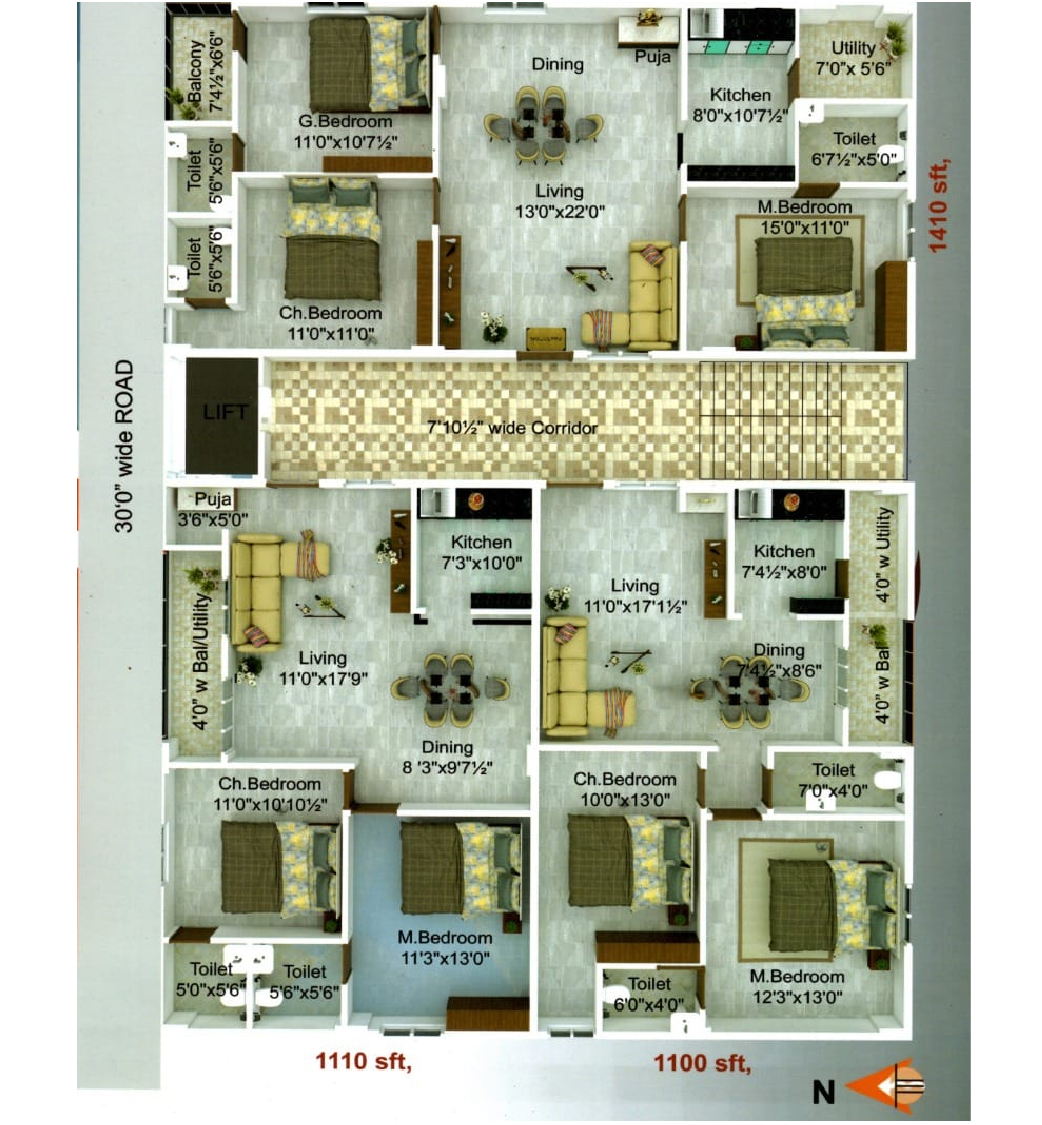 Balcony
7'4½"x6'6"
G.Bedroom
11'0"x10'7½"
Dining
Puja
Kitchen
8'0"x10'7½"
Utility
7'0"x 5'6"
Toilet
6'7½"x5'0"
Toilet
5'6"x5'6"
Toilet
5'6"x5'6"
Living
13'0"x22'0"
M.Bedroom
15'0"x11'0"
1410 sft,
Ch.Bedroom
11'0"x11'0"
30'0" wide ROAD
LIFT
7'10½" wide Corridor
Puja
3'6"x5'0"
Kitchen
7'3"x10'0"
Living
11'0"x17'1½"
Kitchen
7'4½"x8'0"
4'0" w Utility
4'0" w Bal/Utility
Living
11'0"x17'9"
Dining
7'4½"x8'6"
4'0" w Bal
Dining
8 '3"x9'7½"
Ch.Bedroom
11'0"x10'10½"
Ch.Bedroom
10'0"x13'0"
Toilet
7'0"x4'0"
M.Bedroom
11'3"x13'0"
Toilet
5'0"x5'6"
Toilet
5'6"x5'6"
Toilet
6'0"x4'0"
M.Bedroom
12'3"x13'0"
1110 sft,
1100 sft,
N